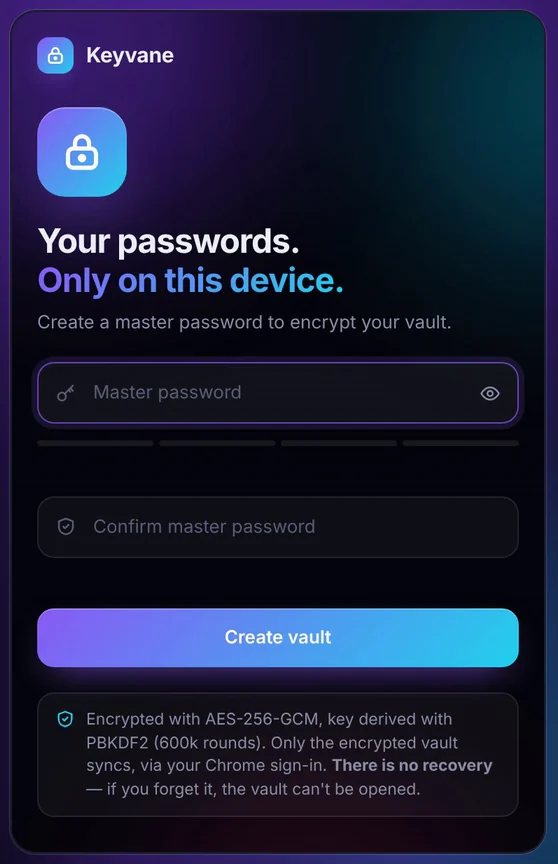 Keyvane
Your passwords.
Only on this device.
Create a master password to encrypt your vault.
Master password
Confirm master password
Create vault
Encrypted with AES-256-GCM, key derived with
PBKDF2 (600k rounds). Only the encrypted vault
syncs, via your Chrome sign-in. There is no recovery
— if you forget it, the vault can't be opened.